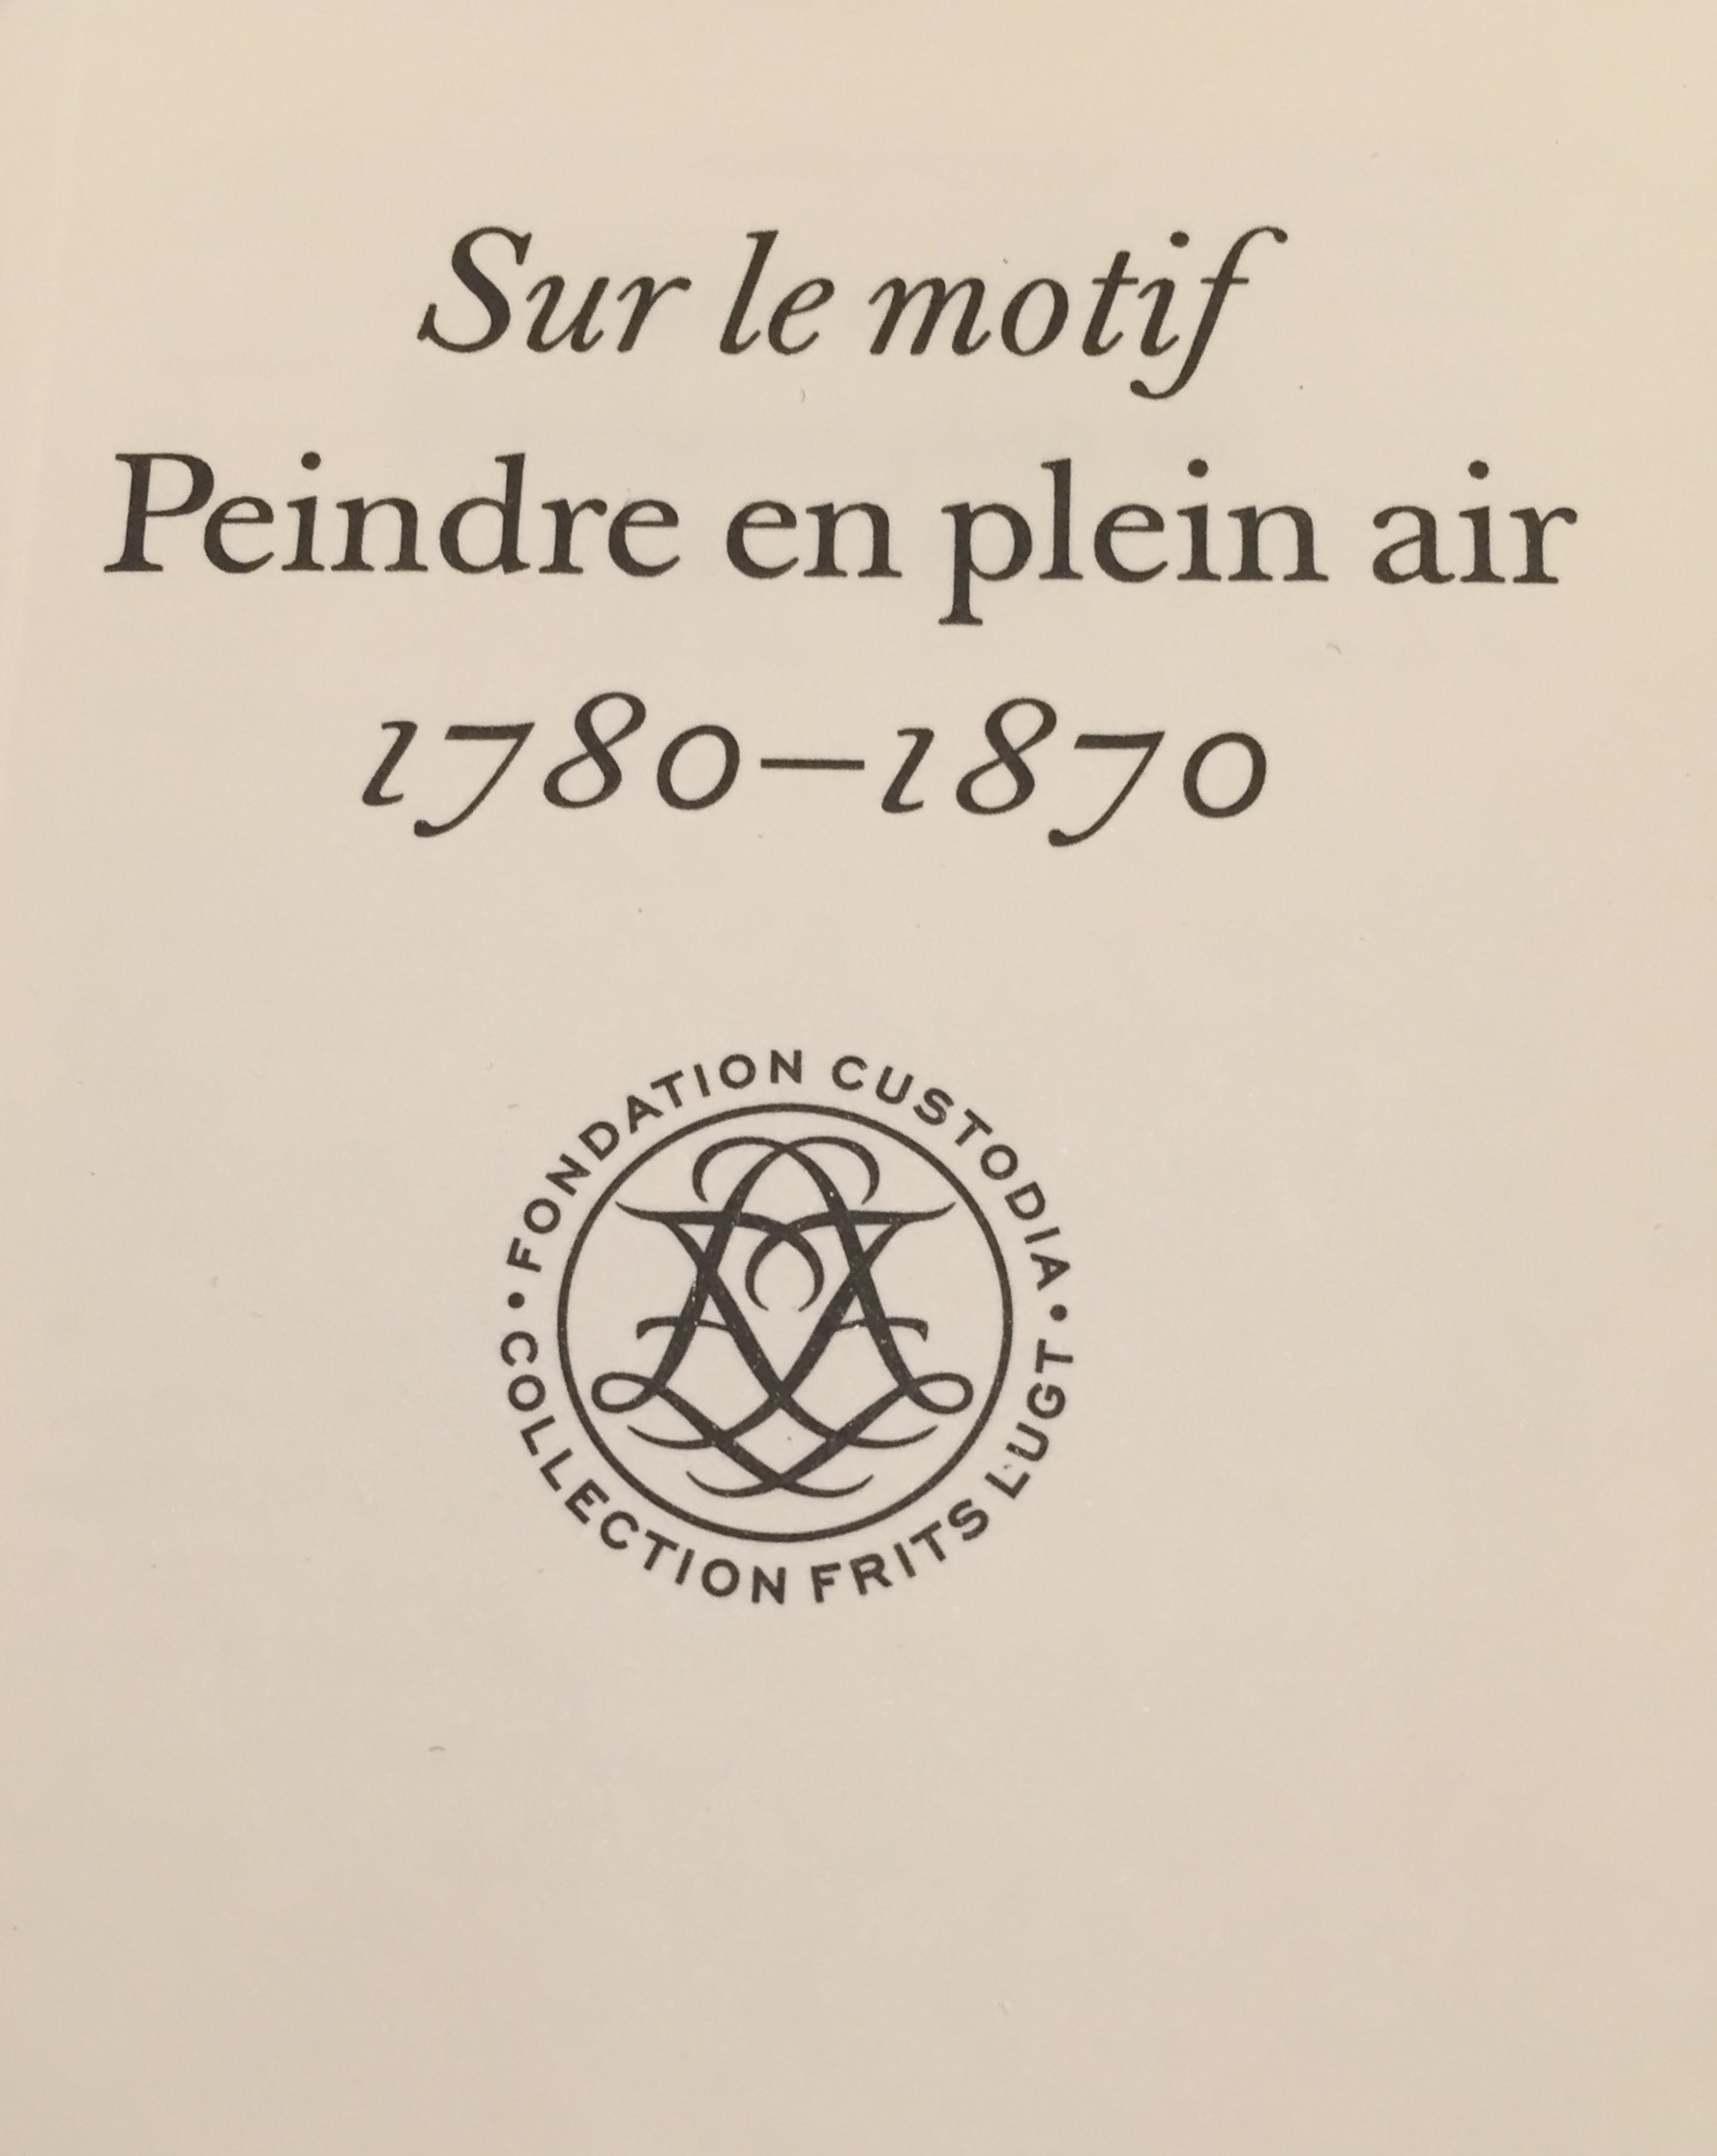 Sur le motif
Peindre en plein air
1780–1870
• FONDATION CUSTODIA •
COLLECTION FRITS LUGT